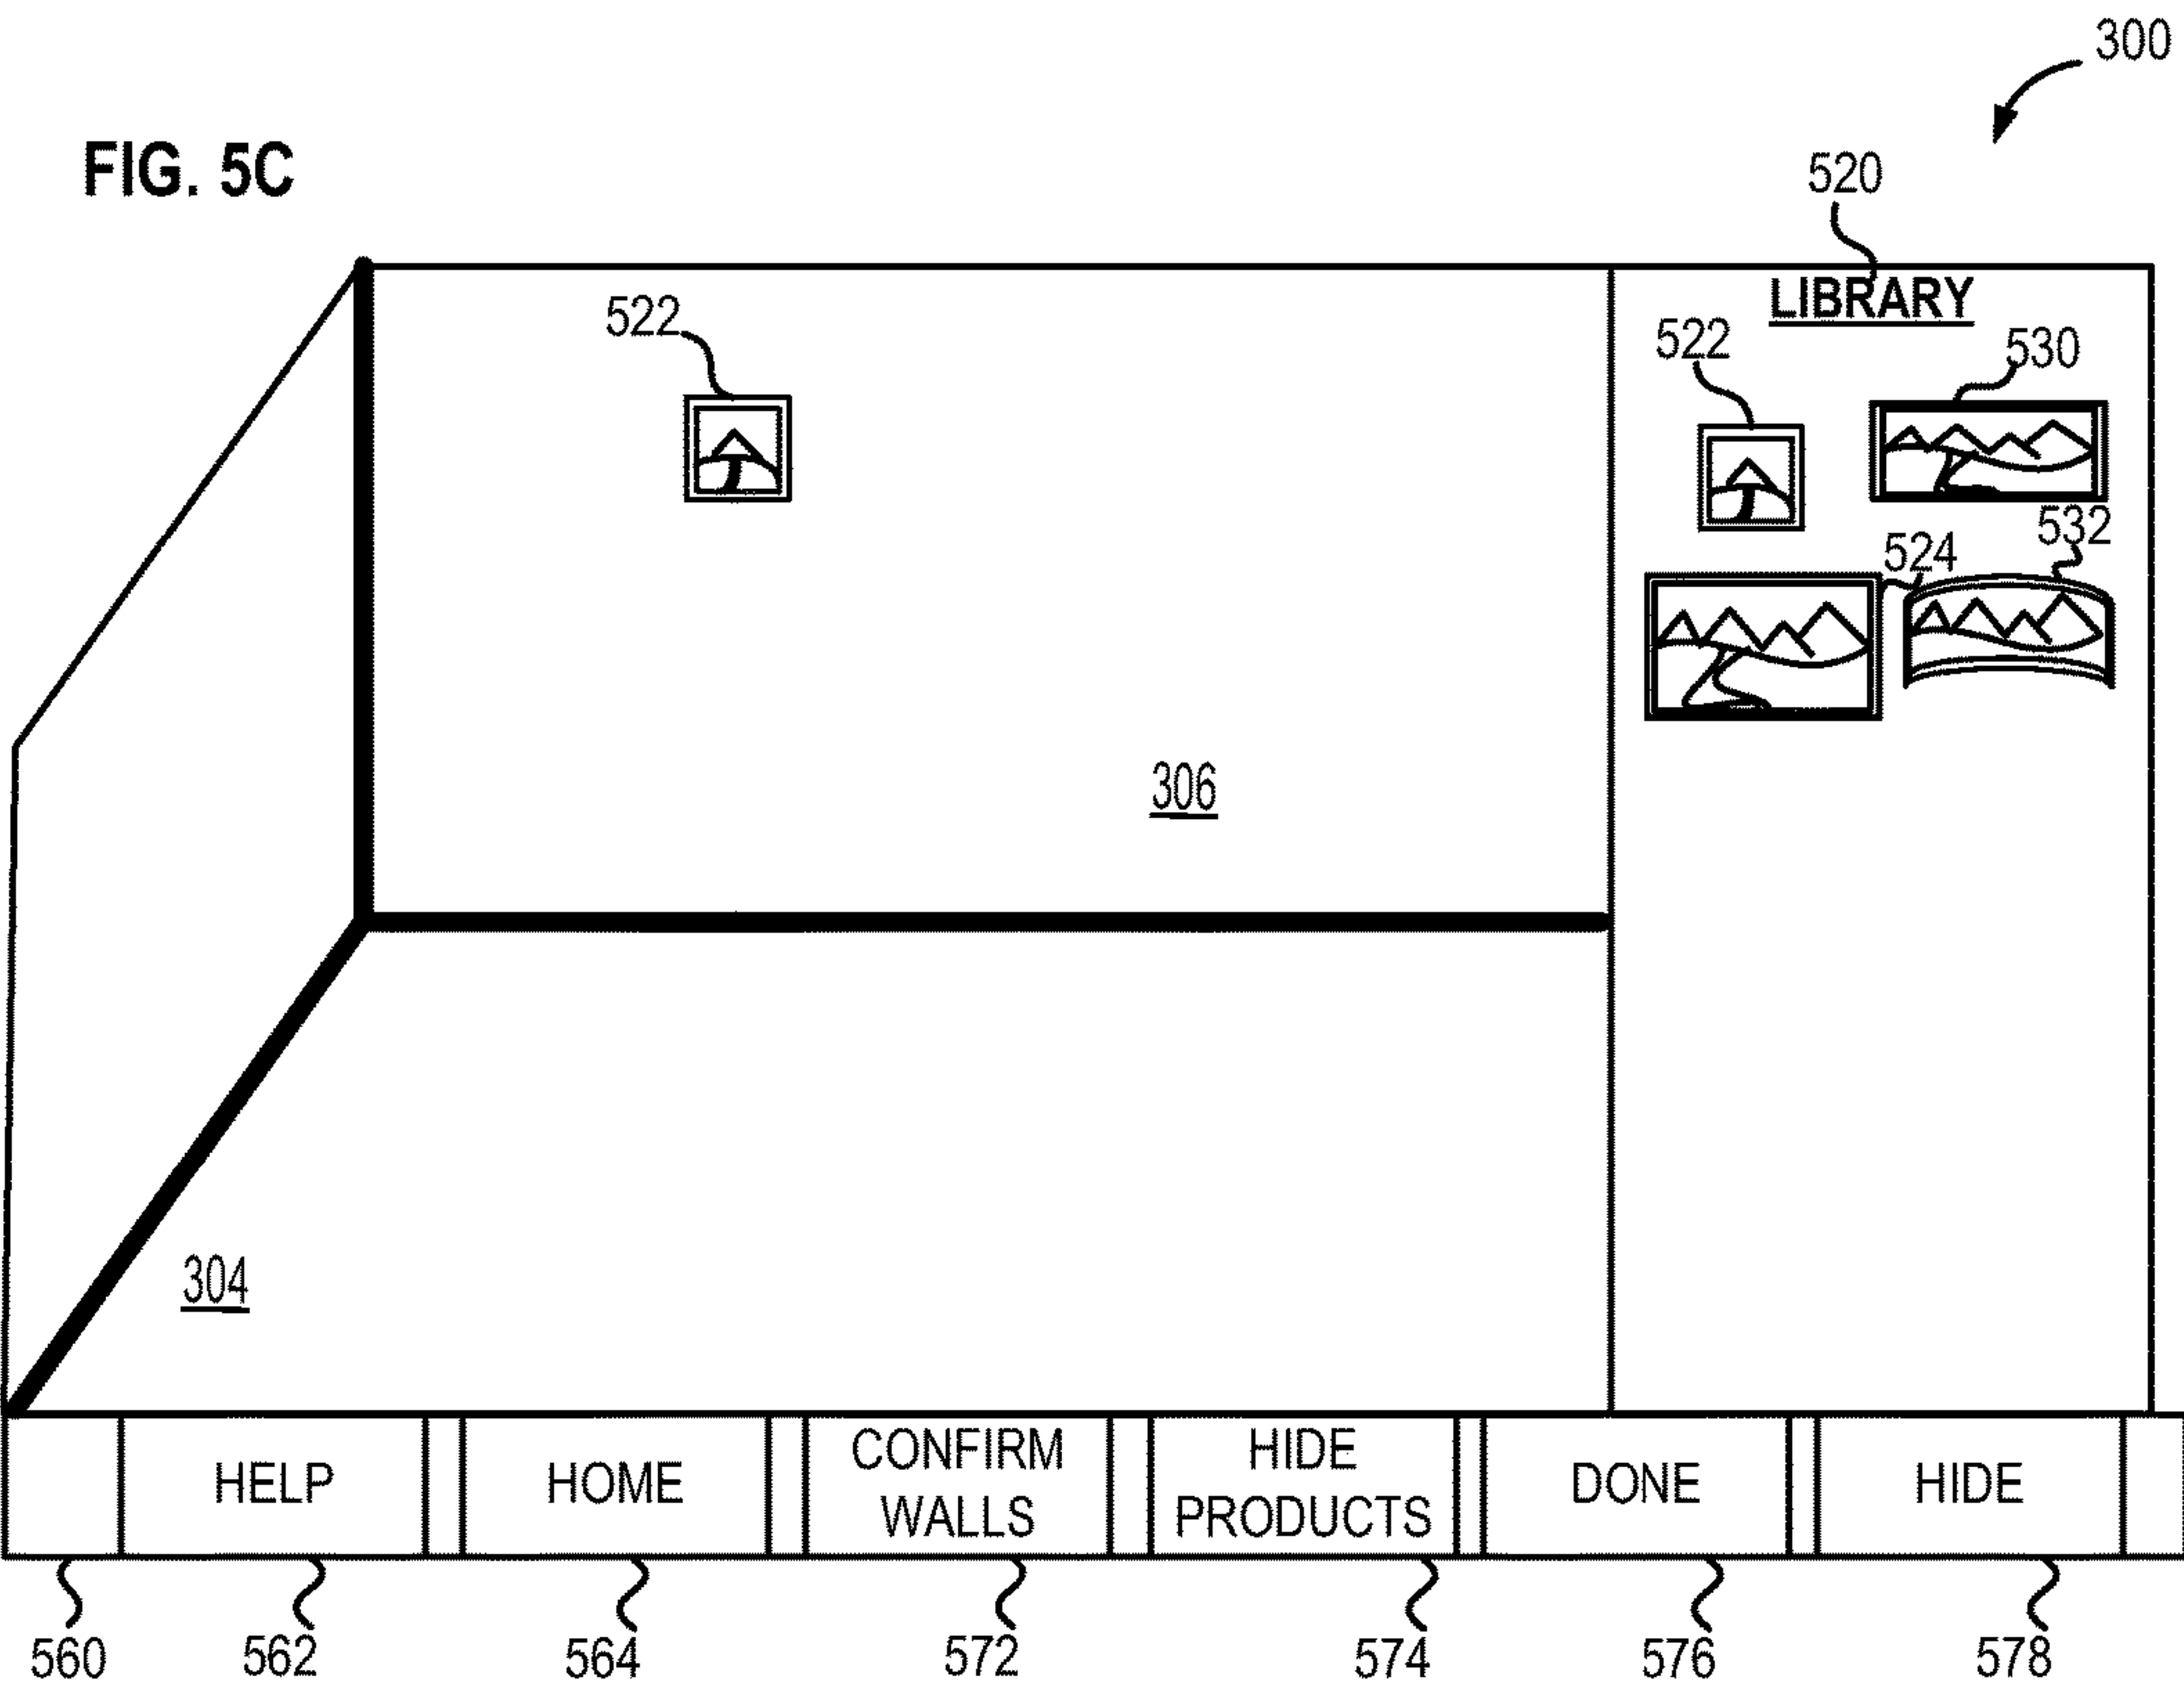 300
FIG. 5C
520
LIBRARY
522
522
530
532
524
306
304
HELP
HOME
CONFIRM
WALLS
HIDE
PRODUCTS
DONE
HIDE
560
562
564
572
574
576
578